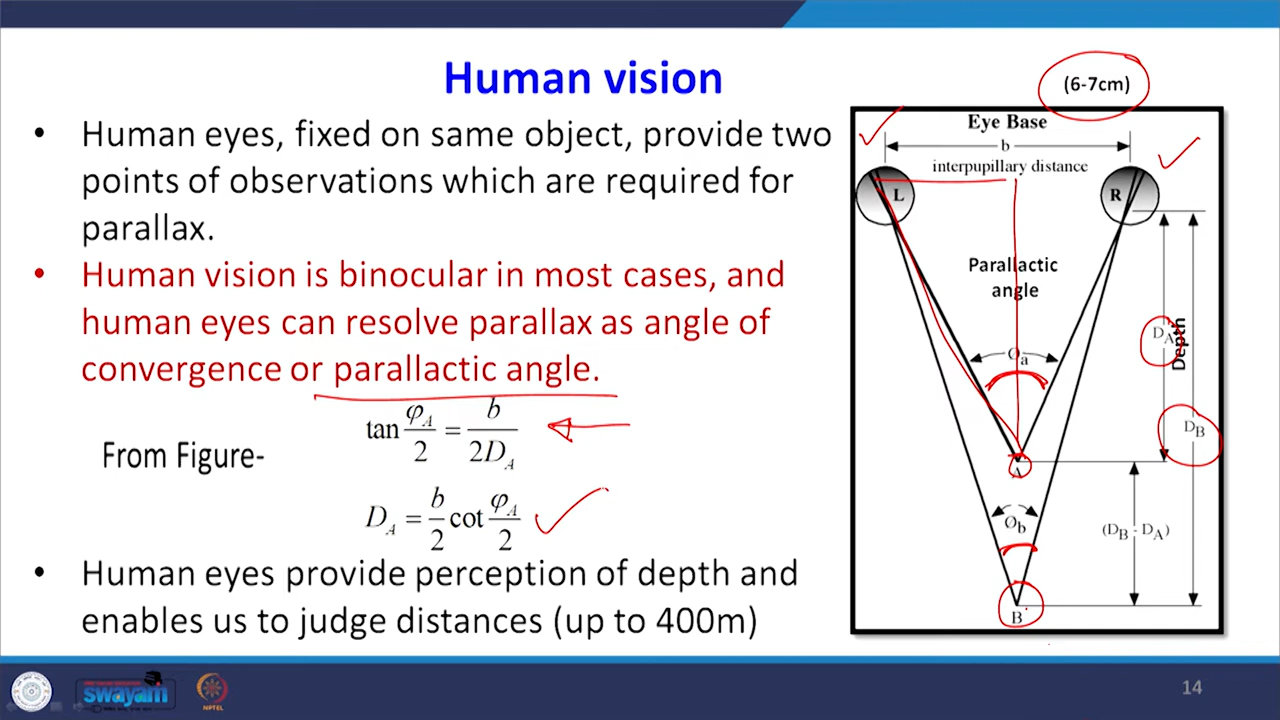 Human vision
• Human eyes, fixed on same object, provide two
points of observations which are required for
parallax.
• Human vision is binocular in most cases, and
human eyes can resolve parallax as angle of
convergence or parallactic angle.
From Figure-
tan φ_A/2 = b/2D_A
D_A = b/2 cot φ_A/2
• Human eyes provide perception of depth and
enables us to judge distances (up to 400m)
(6-7cm)
Eye Base
b
interpupillary distance
L
R
Parallactic
angle
Øa
D_A
Depth
D_B
A
Øb
(D_B - D_A)
B
swayam
NPTEL
14